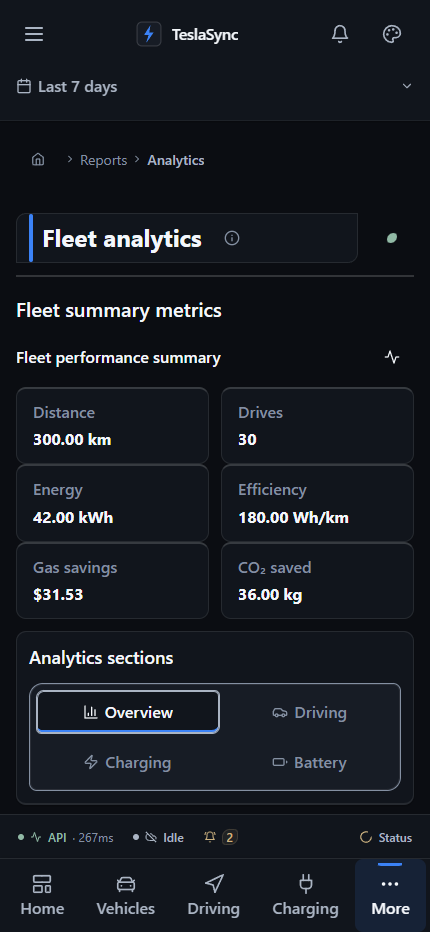 TeslaSync
Last 7 days
Reports > Analytics
Fleet analytics
Fleet summary metrics
Fleet performance summary
Distance
300.00 km
Drives
30
Energy
42.00 kWh
Efficiency
180.00 Wh/km
Gas savings
$31.53
CO₂ saved
36.00 kg
Analytics sections
Overview
Driving
Charging
Battery
API · 267ms
Idle
2
Status
Home
Vehicles
Driving
Charging
More